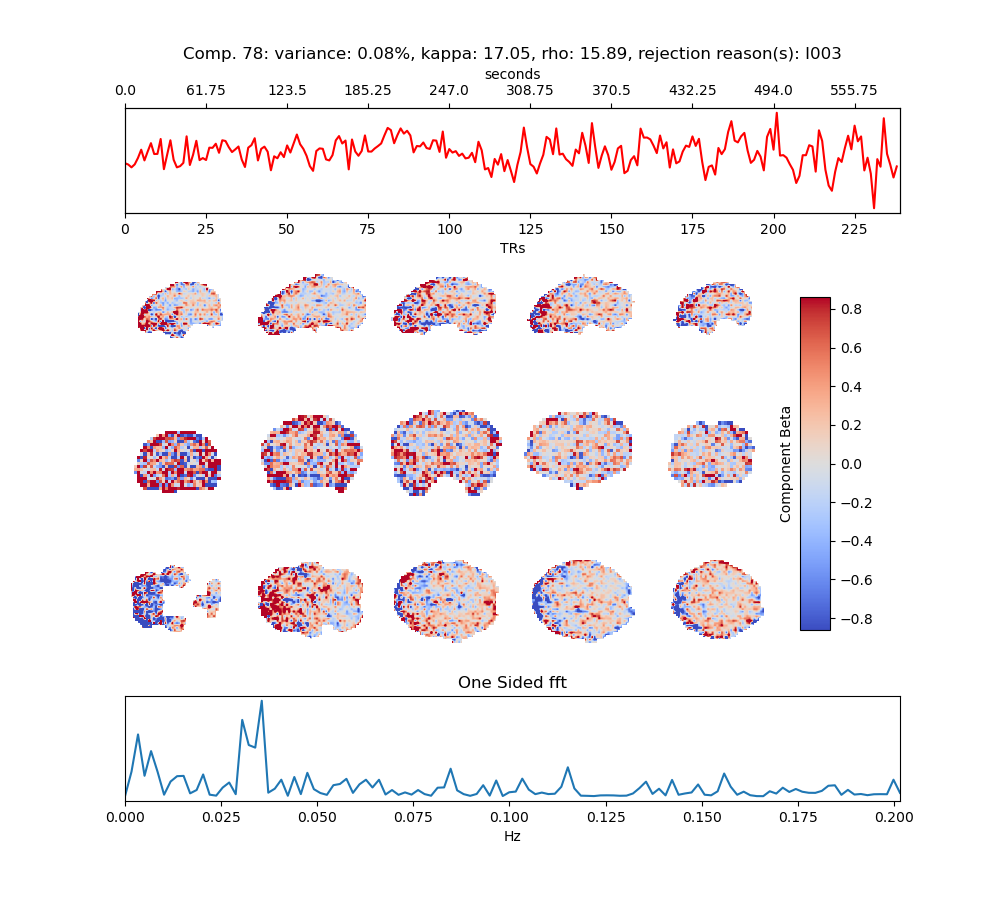 Comp. 78: variance: 0.08%, kappa: 17.05, rho: 15.89, rejection reason(s): I003
seconds
0.0 61.75 123.5 185.25 247.0 308.75 370.5 432.25 494.0 555.75
0 25 50 75 100 125 150 175 200 225
TRs
0.8
0.6
0.4
0.2
0.0
−0.2
−0.4
−0.6
−0.8
Component Beta
One Sided fft
0.000 0.025 0.050 0.075 0.100 0.125 0.150 0.175 0.200
Hz